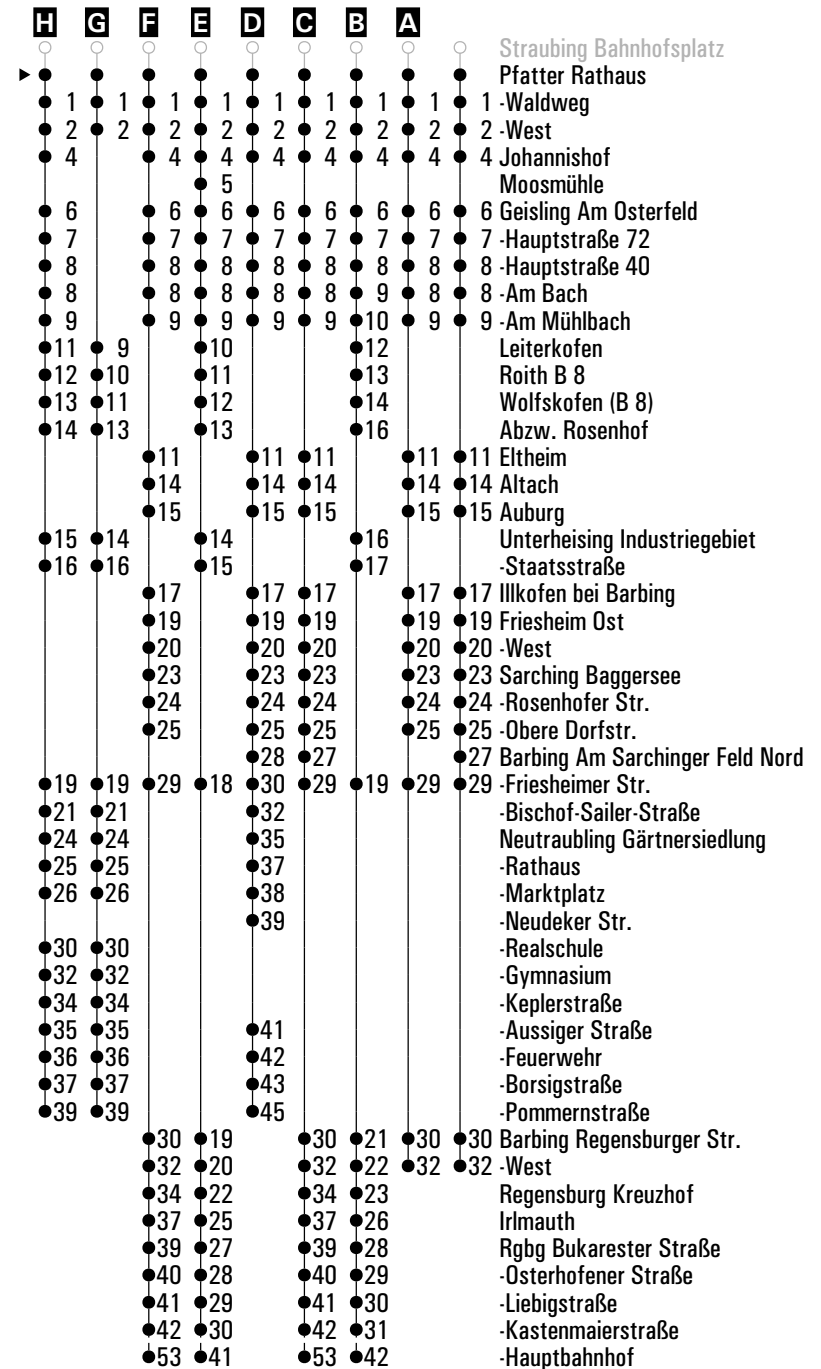 H G F E D C B A
Straubing Bahnhofsplatz
Pfatter Rathaus
1 1 1 1 1 1 1 1 1 -Waldweg
2 2 2 2 2 2 2 2 2 -West
4 4 4 4 4 4 4 4 Johannishof
5 Moosmühle
6 6 6 6 6 6 6 6 Geisling Am Osterfeld
7 7 7 7 7 7 7 7 -Hauptstraße 72
8 8 8 8 8 8 8 8 -Hauptstraße 40
8 8 8 8 8 9 8 8 -Am Bach
9 9 9 9 9 10 9 9 -Am Mühlbach
11 9 10 12 Leiterkofen
12 10 11 13 Roith B 8
13 11 12 14 Wolfskofen (B 8)
14 13 13 16 Abzw. Rosenhof
11 11 11 11 11 Eltheim
14 14 14 14 14 Altach
15 15 15 15 15 Auburg
15 14 14 16 Unterheising Industriegebiet
16 16 15 17 -Staatsstraße
17 17 17 17 17 Illkofen bei Barbing
19 19 19 19 19 Friesheim Ost
20 20 20 20 20 -West
23 23 23 23 23 Sarching Baggersee
24 24 24 24 24 -Rosenhofer Str.
25 25 25 25 25 -Obere Dorfstr.
28 27 27 Barbing Am Sarchinger Feld Nord
19 19 29 18 30 29 19 29 29 -Friesheimer Str.
21 21 32 -Bischof-Sailer-Straße
24 24 35 Neutraubling Gärtnersiedlung
25 25 37 -Rathaus
26 26 38 -Marktplatz
39 -Neudeker Str.
30 30 -Realschule
32 32 -Gymnasium
34 34 -Keplerstraße
35 35 41 -Aussiger Straße
36 36 42 -Feuerwehr
37 37 43 -Borsigstraße
39 39 45 -Pommernstraße
30 19 30 21 30 30 Barbing Regensburger Str.
32 20 32 22 32 32 -West
34 22 34 23 Regensburg Kreuzhof
37 25 37 26 Irlmauth
39 27 39 28 Rgbg Bukarester Straße
40 28 40 29 -Osterhofener Straße
41 29 41 30 -Liebigstraße
42 30 42 31 -Kastenmaierstraße
53 41 53 42 -Hauptbahnhof